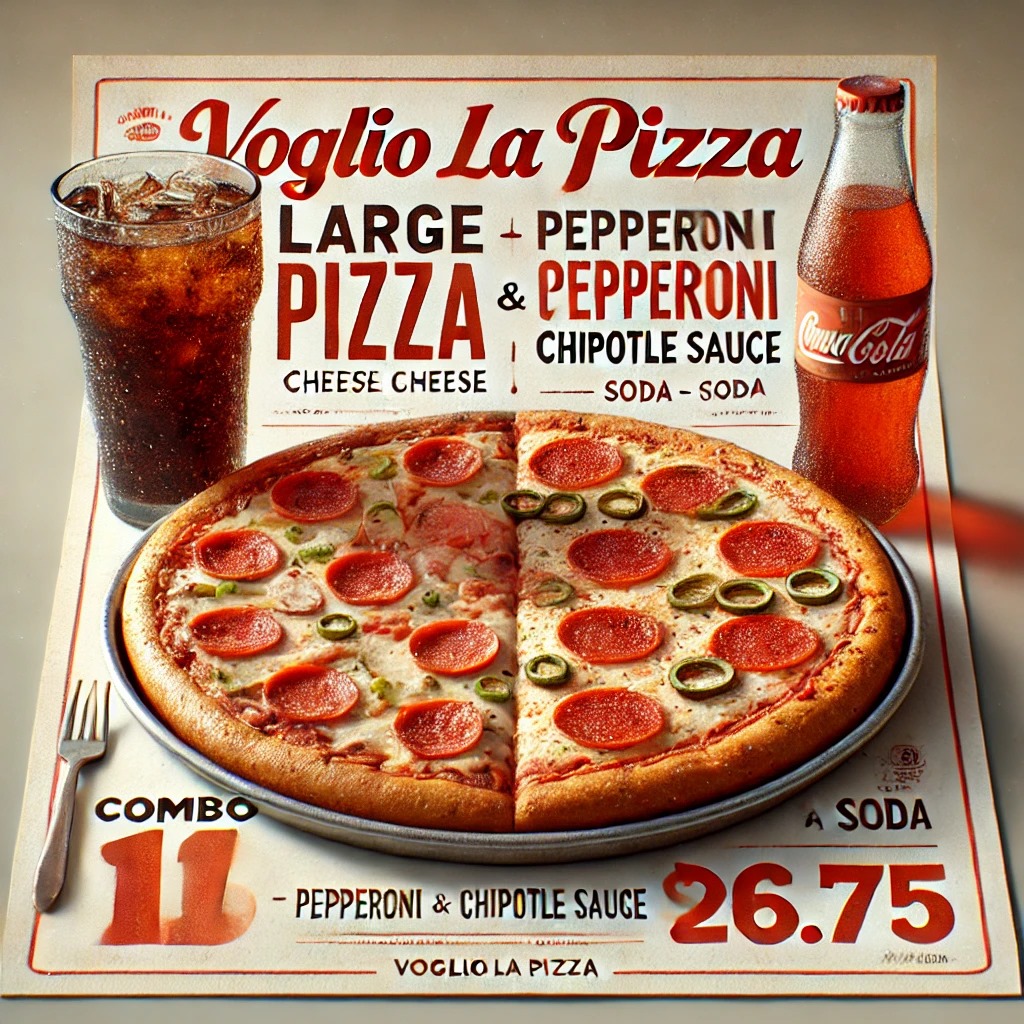 Voglio La Pizza
LARGE
PIZZA
CHEESE CHEESE
+
&
PEPPERONI
PEPPERONI
CHIPOTLE SAUCE
SODA - SODA
COMBO
11
- PEPPERONI & CHIPOTLE SAUCE
A SODA
26.75
VOGLIO LA PIZZA